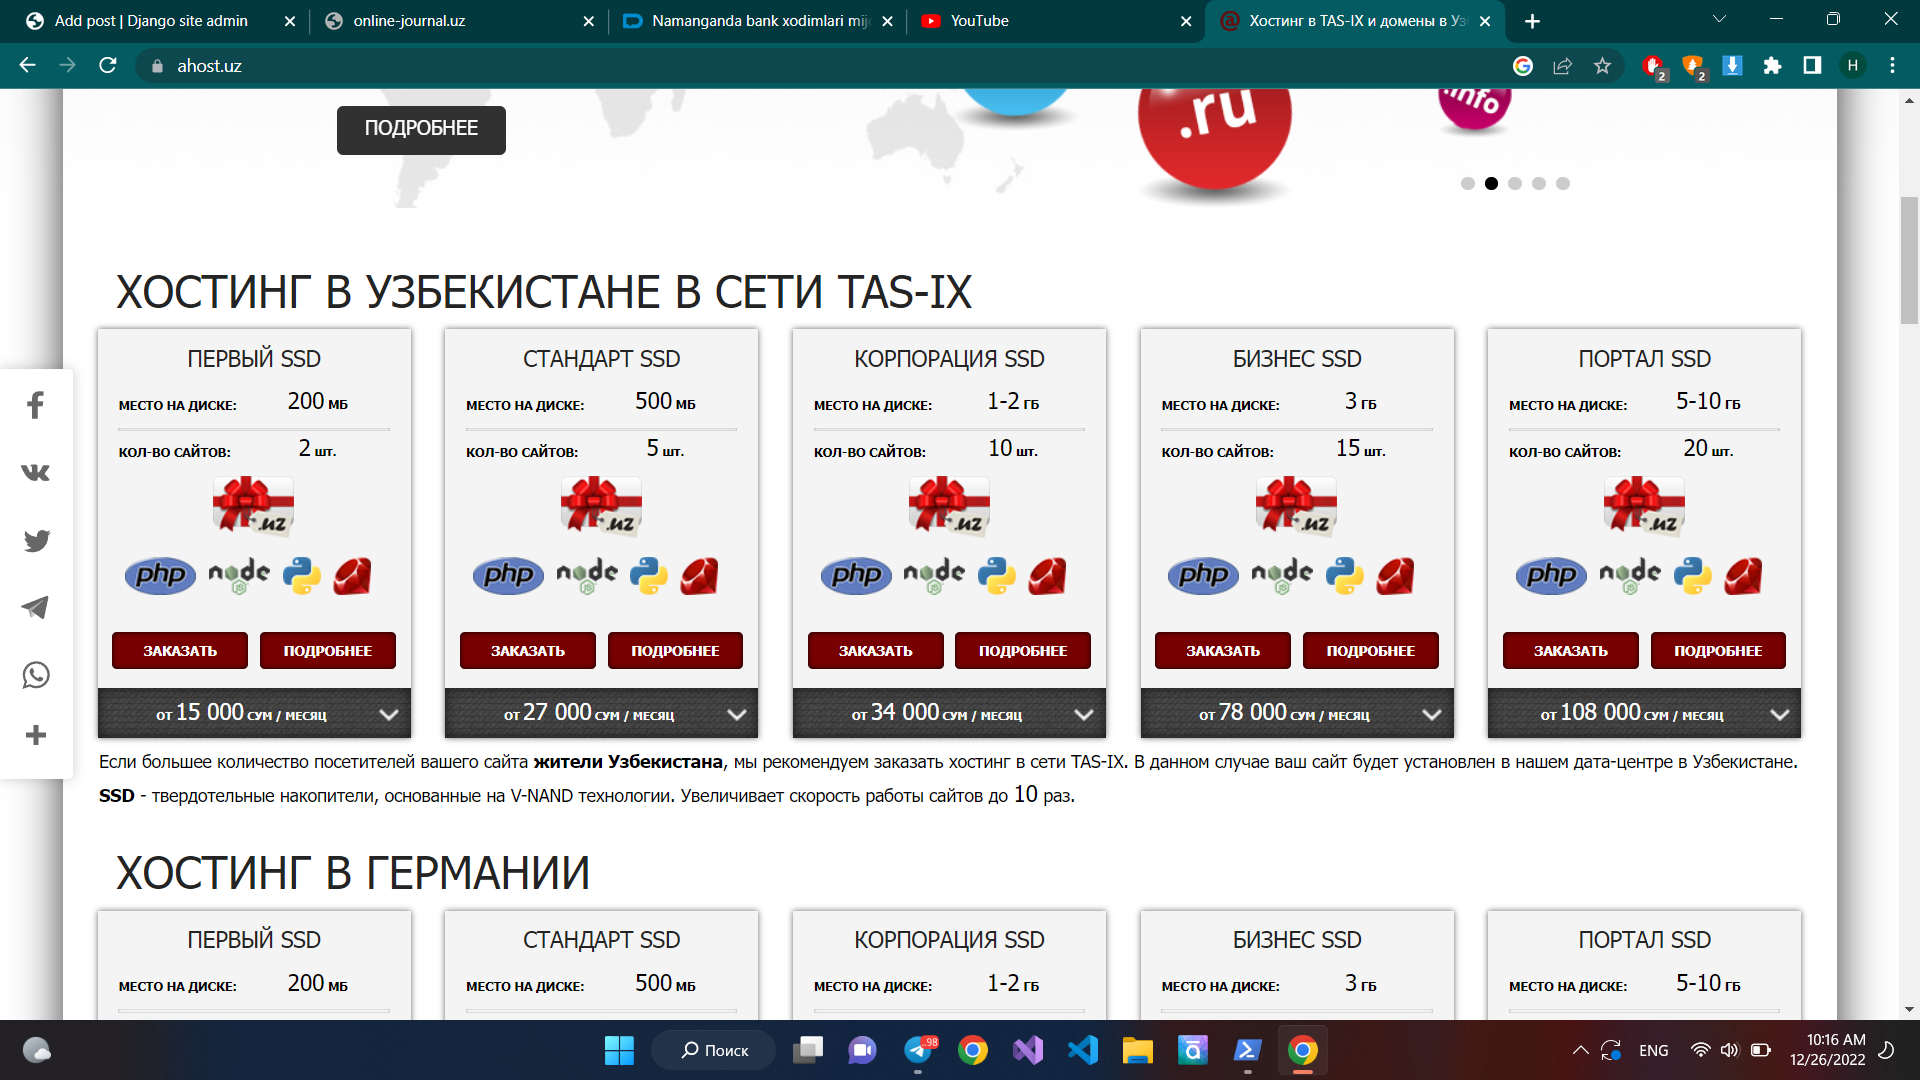 Add post | Django site admin
online-journal.uz
Namanganda bank xodimlari mij
YouTube
Хостинг в TAS-IX и домены в Уз
ahost.uz
2
2
H
ПОДРОБНЕЕ
.ru
.info
ХОСТИНГ В УЗБЕКИСТАНЕ В СЕТИ TAS-IX
ПЕРВЫЙ SSD
МЕСТО НА ДИСКЕ: 200 МБ
КОЛ-ВО САЙТОВ: 2 ШТ.
.uz
php node
ЗАКАЗАТЬ ПОДРОБНЕЕ
ОТ 15 000 СУМ / МЕСЯЦ
СТАНДАРТ SSD
МЕСТО НА ДИСКЕ: 500 МБ
КОЛ-ВО САЙТОВ: 5 ШТ.
.uz
php node
ЗАКАЗАТЬ ПОДРОБНЕЕ
ОТ 27 000 СУМ / МЕСЯЦ
КОРПОРАЦИЯ SSD
МЕСТО НА ДИСКЕ: 1-2 ГБ
КОЛ-ВО САЙТОВ: 10 ШТ.
.uz
php node
ЗАКАЗАТЬ ПОДРОБНЕЕ
ОТ 34 000 СУМ / МЕСЯЦ
БИЗНЕС SSD
МЕСТО НА ДИСКЕ: 3 ГБ
КОЛ-ВО САЙТОВ: 15 ШТ.
.uz
php node
ЗАКАЗАТЬ ПОДРОБНЕЕ
ОТ 78 000 СУМ / МЕСЯЦ
ПОРТАЛ SSD
МЕСТО НА ДИСКЕ: 5-10 ГБ
КОЛ-ВО САЙТОВ: 20 ШТ.
.uz
php node
ЗАКАЗАТЬ ПОДРОБНЕЕ
ОТ 108 000 СУМ / МЕСЯЦ
Если большее количество посетителей вашего сайта жители Узбекистана, мы рекомендуем заказать хостинг в сети TAS-IX. В данном случае ваш сайт будет установлен в нашем дата-центре в Узбекистане.
SSD - твердотельные накопители, основанные на V-NAND технологии. Увеличивает скорость работы сайтов до 10 раз.
ХОСТИНГ В ГЕРМАНИИ
ПЕРВЫЙ SSD
МЕСТО НА ДИСКЕ: 200 МБ
СТАНДАРТ SSD
МЕСТО НА ДИСКЕ: 500 МБ
КОРПОРАЦИЯ SSD
МЕСТО НА ДИСКЕ: 1-2 ГБ
БИЗНЕС SSD
МЕСТО НА ДИСКЕ: 3 ГБ
ПОРТАЛ SSD
МЕСТО НА ДИСКЕ: 5-10 ГБ
Поиск
98
ENG
10:16 AM
12/26/2022